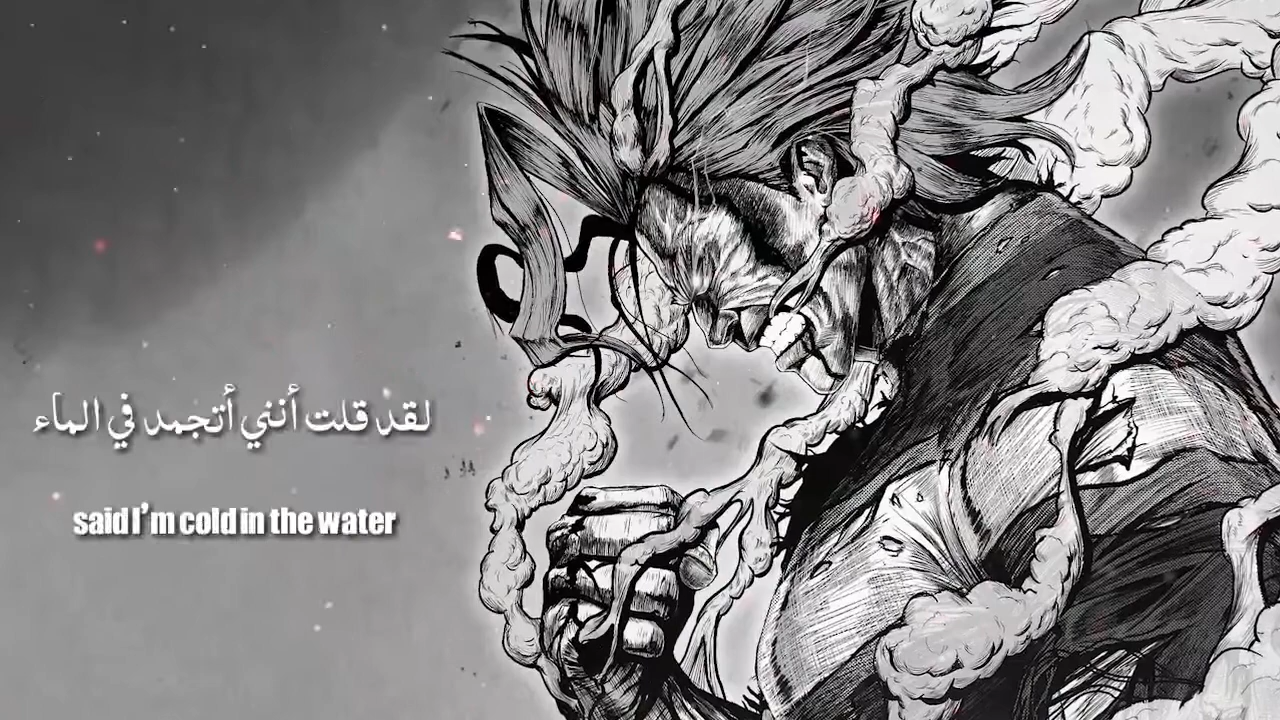 لقد قلت أنني أتجمد في الماء
said I'm cold in the water